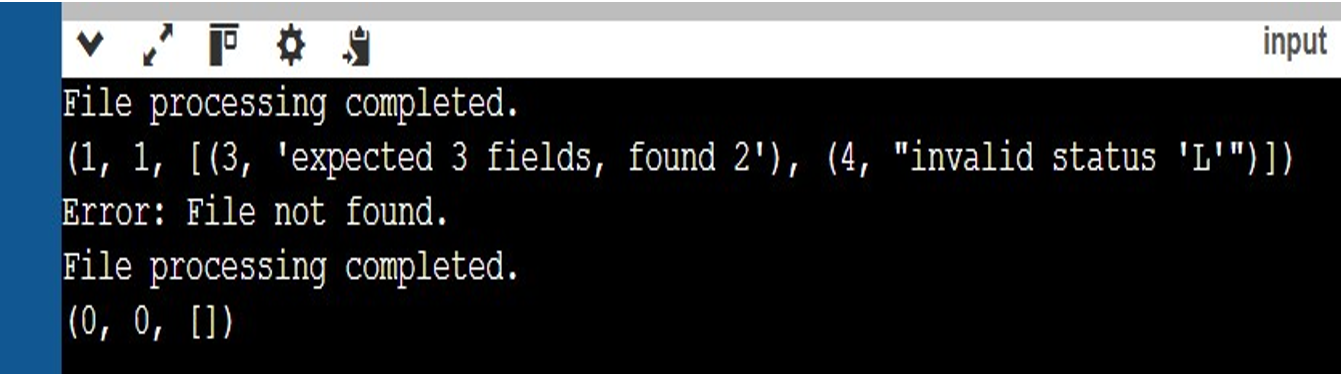 input
File processing completed.
(1, 1, [(3, 'expected 3 fields, found 2'), (4, "invalid status 'L'")])
Error: File not found.
File processing completed.
(0, 0, [])